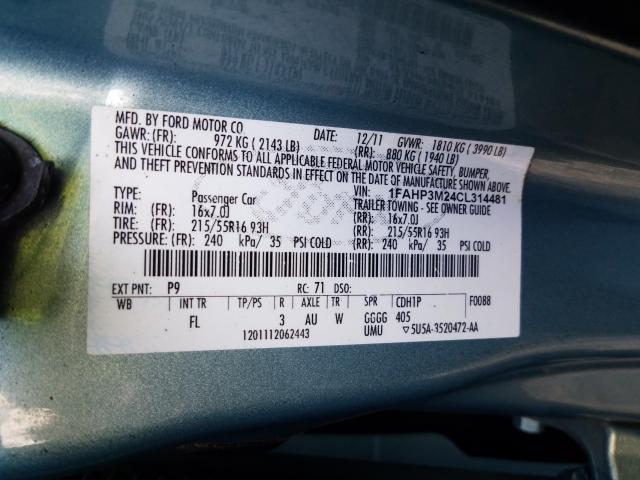 MFD. BY FORD MOTOR CO DATE: 12/11 GVWR: 1810 KG ( 3990 LB)
GAWR: (FR): 972 KG ( 2143 LB) (RR): 880 KG ( 1940 LB)
THIS VEHICLE CONFORMS TO ALL APPLICABLE FEDERAL MOTOR VEHICLE SAFETY, BUMPER,
AND THEFT PREVENTION STANDARDS IN EFFECT ON THE DATE OF MANUFACTURE SHOWN ABOVE.
VIN: 1FAHP3M24CL314481
TYPE: Passenger Car TRAILER TOWING - SEE OWNER GUIDE
RIM: (FR): 16x7.0J (RR): 16x7.0J
TIRE: (FR): 215/55R16 93H (RR): 215/55R16 93H
PRESSURE: (FR): 240 kPa/ 35 PSI COLD (RR): 240 kPa/ 35 PSI COLD
EXT PNT: P9 RC: 71 DSO: F0088
WB INT TR TP/PS R AXLE TR SPR CDH1P
FL 3 AU W GGGG 405
1201112062443 UMU ▽5U5A-3520472-AA